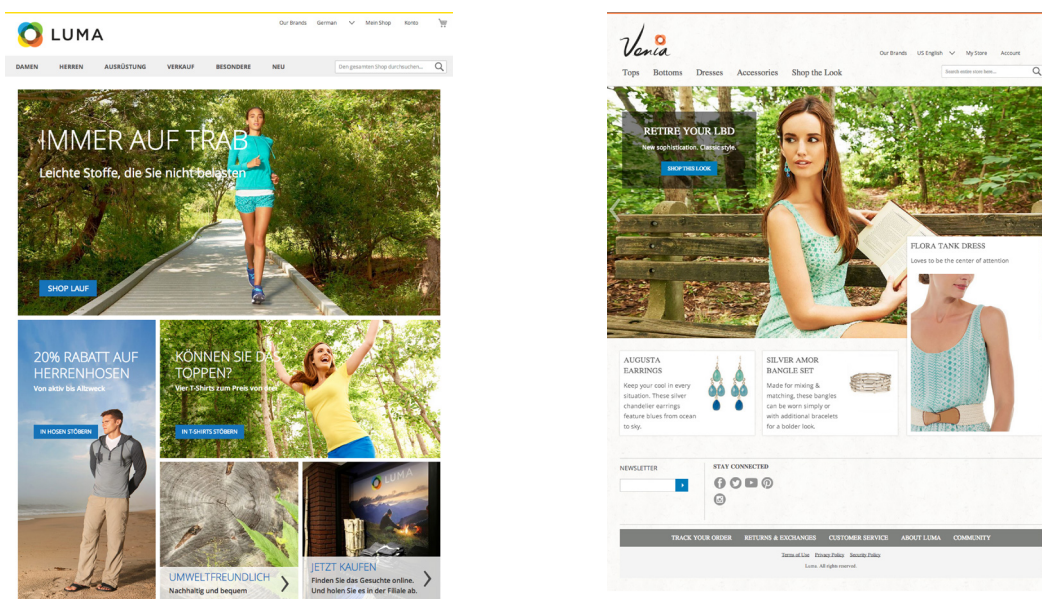 LUMA
Our Brands German Mein Shop Konto
DAMEN HERREN AUSRÜSTUNG VERKAUF BESONDERE NEU
Den gesamten Shop durchsuchen...
IMMER AUF TRAB
Leichte Stoffe, die Sie nicht belasten
SHOP LAUF
20% RABATT AUF
HERRENHOSEN
Von aktiv bis Allzweck
IN HOSEN STÖBERN
KÖNNEN SIE DAS
TOPPEN?
Vier T-Shirts zum Preis von drei
IN T-SHIRTS STÖBERN
UMWELTFREUNDLICH
Nachhaltig und bequem
LUMA
JETZT KAUFEN
Finden Sie das Gesuchte online.
Und holen Sie es in der Filiale ab.
Venia
Our Brands US English My Store Account
Tops Bottoms Dresses Accessories Shop the Look
Search entire store here...
RETIRE YOUR LBD
New sophistication. Classic style.
SHOP THIS LOOK
FLORA TANK DRESS
Loves to be the center of attention
AUGUSTA
EARRINGS
Keep your cool in every
situation. These silver
chandelier earrings
feature blues from ocean
to sky.
SILVER AMOR
BANGLE SET
Made for mixing &
matching, these bangles
can be worn simply or
with additional bracelets
for a bolder look.
NEWSLETTER
STAY CONNECTED
TRACK YOUR ORDER RETURNS & EXCHANGES CUSTOMER SERVICE ABOUT LUMA COMMUNITY
Terms of Use Privacy Policy Security Policy
Luma. All rights reserved.